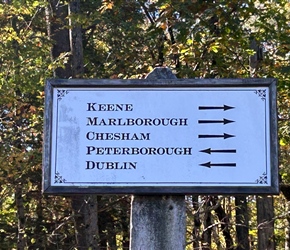 KEENE →
MARLBOROUGH →
CHESHAM →
PETERBOROUGH ←
DUBLIN ←